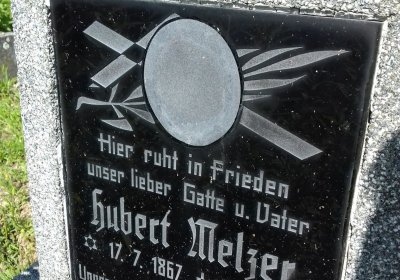 Hier ruht in Frieden
unser lieber Gatte u. Vater
Hubert Melzer
17. 7. 1867